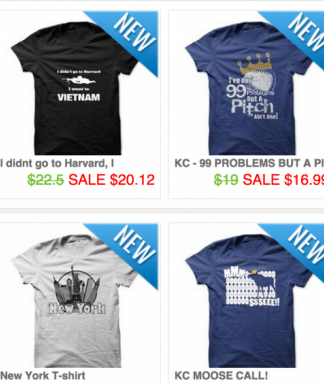 NEW
I didn't go to Harvard
I went to
VIETNAM
I didnt go to Harvard, I
$22.5 SALE $20.12
NEW
I've got
99 Problems
But A
Pitch
Ain't One!
KC - 99 PROBLEMS BUT A PI
$19 SALE $16.99
NEW
New York
New York T-shirt
NEW
KC MOOSE CALL!